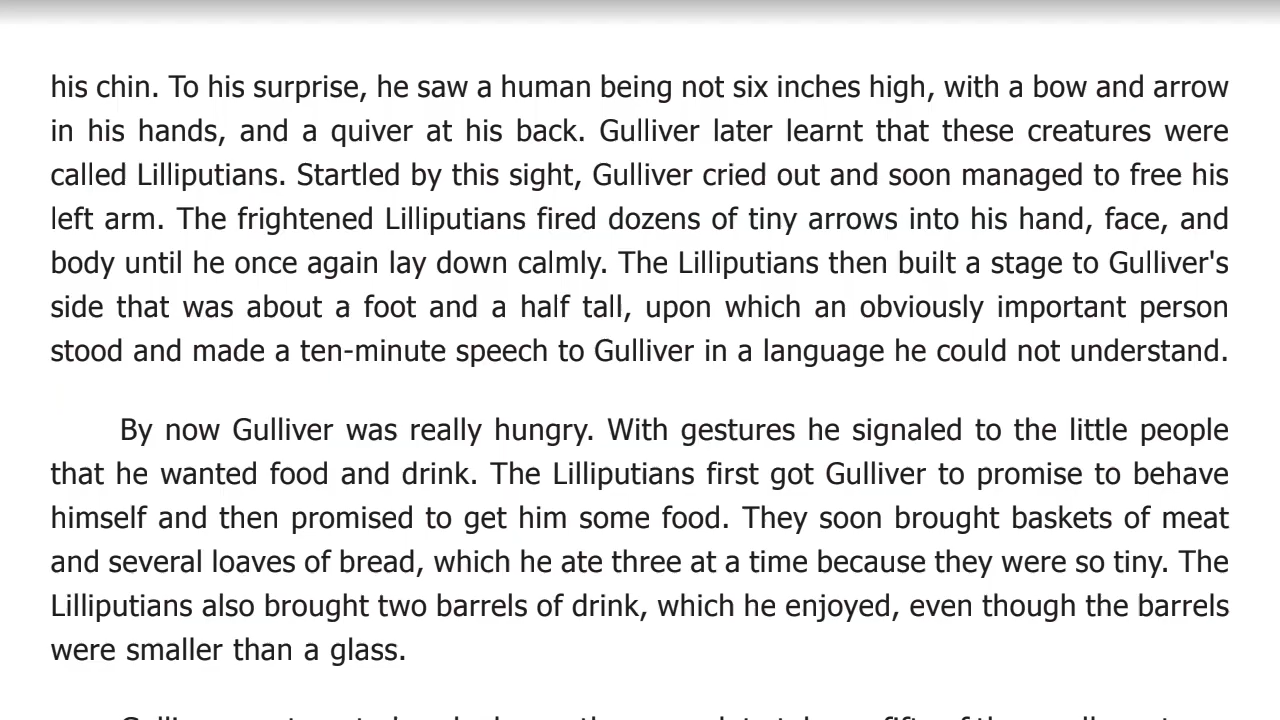 his chin. To his surprise, he saw a human being not six inches high, with a bow and arrow
in his hands, and a quiver at his back. Gulliver later learnt that these creatures were
called Lilliputians. Startled by this sight, Gulliver cried out and soon managed to free his
left arm. The frightened Lilliputians fired dozens of tiny arrows into his hand, face, and
body until he once again lay down calmly. The Lilliputians then built a stage to Gulliver's
side that was about a foot and a half tall, upon which an obviously important person
stood and made a ten-minute speech to Gulliver in a language he could not understand.
By now Gulliver was really hungry. With gestures he signaled to the little people
that he wanted food and drink. The Lilliputians first got Gulliver to promise to behave
himself and then promised to get him some food. They soon brought baskets of meat
and several loaves of bread, which he ate three at a time because they were so tiny. The
Lilliputians also brought two barrels of drink, which he enjoyed, even though the barrels
were smaller than a glass.